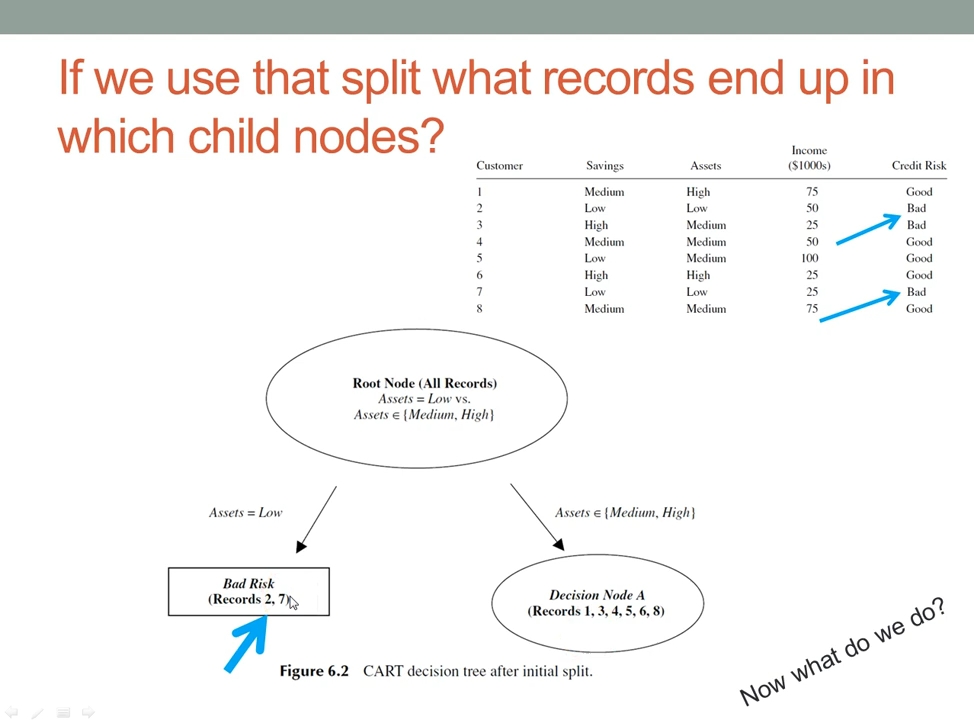 If we use that split what records end up in
which child nodes?
Income
Customer Savings Assets ($1000s) Credit Risk
1 Medium High 75 Good
2 Low Low 50 Bad
3 High Medium 25 Bad
4 Medium Medium 50 Good
5 Low Medium 100 Good
6 High High 25 Good
7 Low Low 25 Bad
8 Medium Medium 75 Good
Root Node (All Records)
Assets = Low vs.
Assets ∈ {Medium, High}
Assets = Low
Assets ∈ {Medium, High}
Bad Risk
(Records 2, 7)
Decision Node A
(Records 1, 3, 4, 5, 6, 8)
Now what do we do?
Figure 6.2 CART decision tree after initial split.